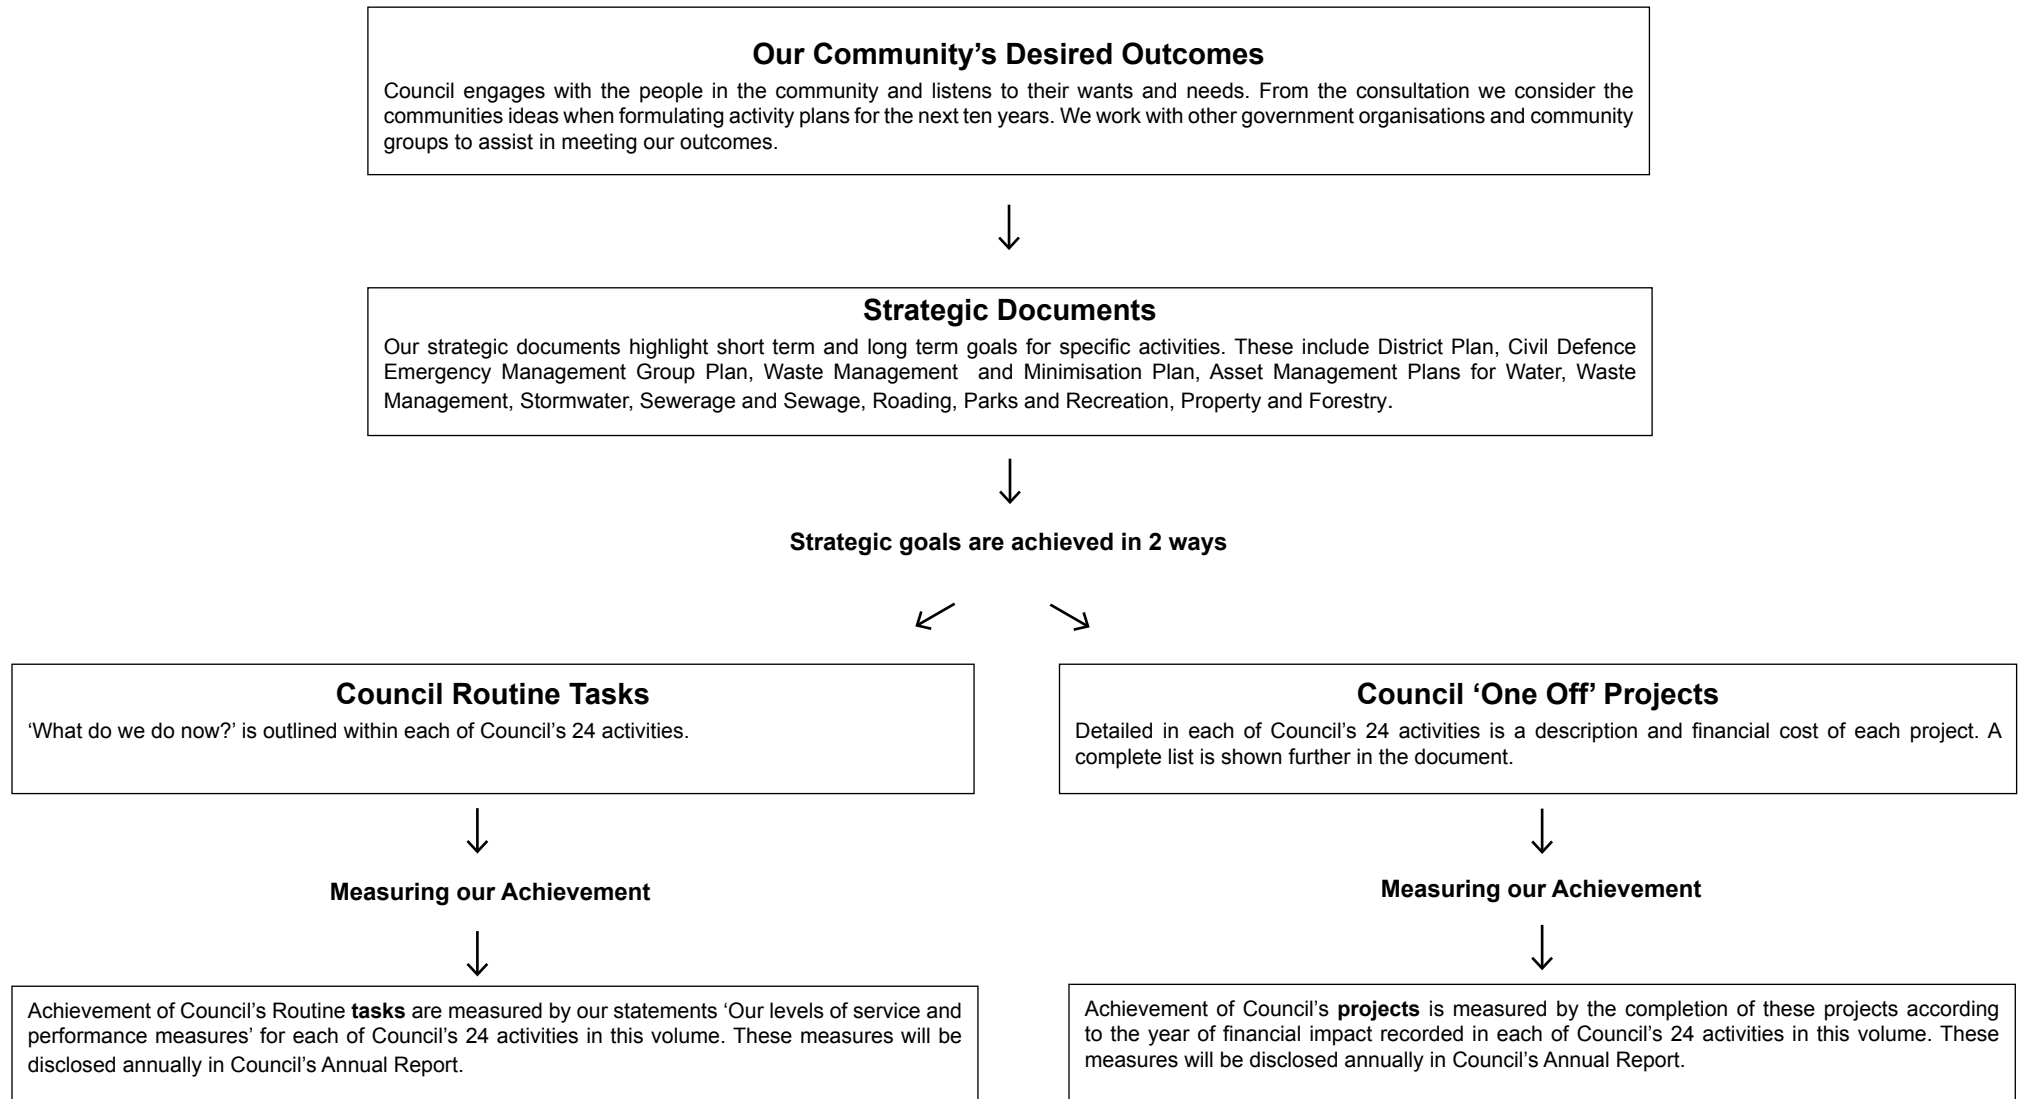 Our Community’s Desired Outcomes
Council engages with the people in the community and listens to their wants and needs. From the consultation we consider the
communities ideas when formulating activity plans for the next ten years. We work with other government organisations and community
groups to assist in meeting our outcomes.
Strategic Documents
Our strategic documents highlight short term and long term goals for specific activities. These include District Plan, Civil Defence
Emergency Management Group Plan, Waste Management and Minimisation Plan, Asset Management Plans for Water, Waste
Management, Stormwater, Sewerage and Sewage, Roading, Parks and Recreation, Property and Forestry.
Strategic goals are achieved in 2 ways
Council Routine Tasks
‘What do we do now?’ is outlined within each of Council’s 24 activities.
Council ‘One Off’ Projects
Detailed in each of Council’s 24 activities is a description and financial cost of each project. A
complete list is shown further in the document.
Measuring our Achievement
Measuring our Achievement
Achievement of Council’s Routine tasks are measured by our statements ‘Our levels of service and
performance measures’ for each of Council’s 24 activities in this volume. These measures will be
disclosed annually in Council’s Annual Report.
Achievement of Council’s projects is measured by the completion of these projects according
to the year of financial impact recorded in each of Council’s 24 activities in this volume. These
measures will be disclosed annually in Council’s Annual Report.